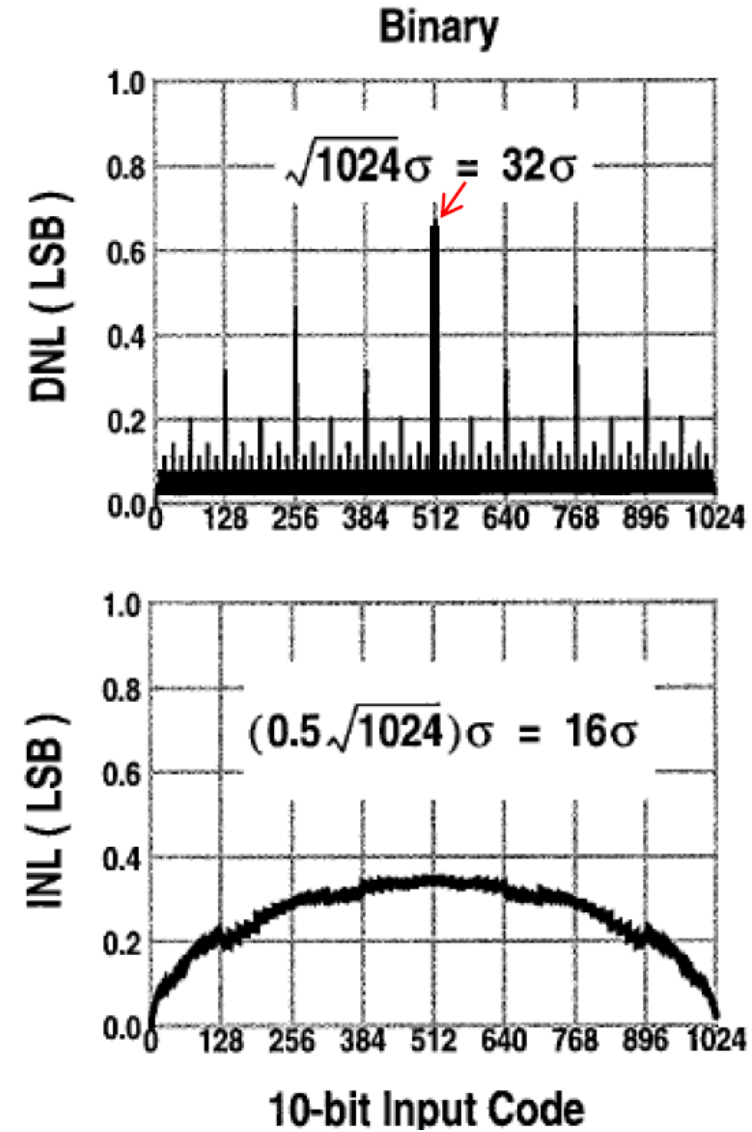 Binary
DNL ( LSB )
1.0
0.8
0.6
0.4
0.2
0.0
√1024σ = 32σ
0 128 256 384 512 640 768 896 1024
INL ( LSB )
1.0
0.8
0.6
0.4
0.2
0.0
(0.5√1024)σ = 16σ
0 128 256 384 512 640 768 896 1024
10-bit Input Code